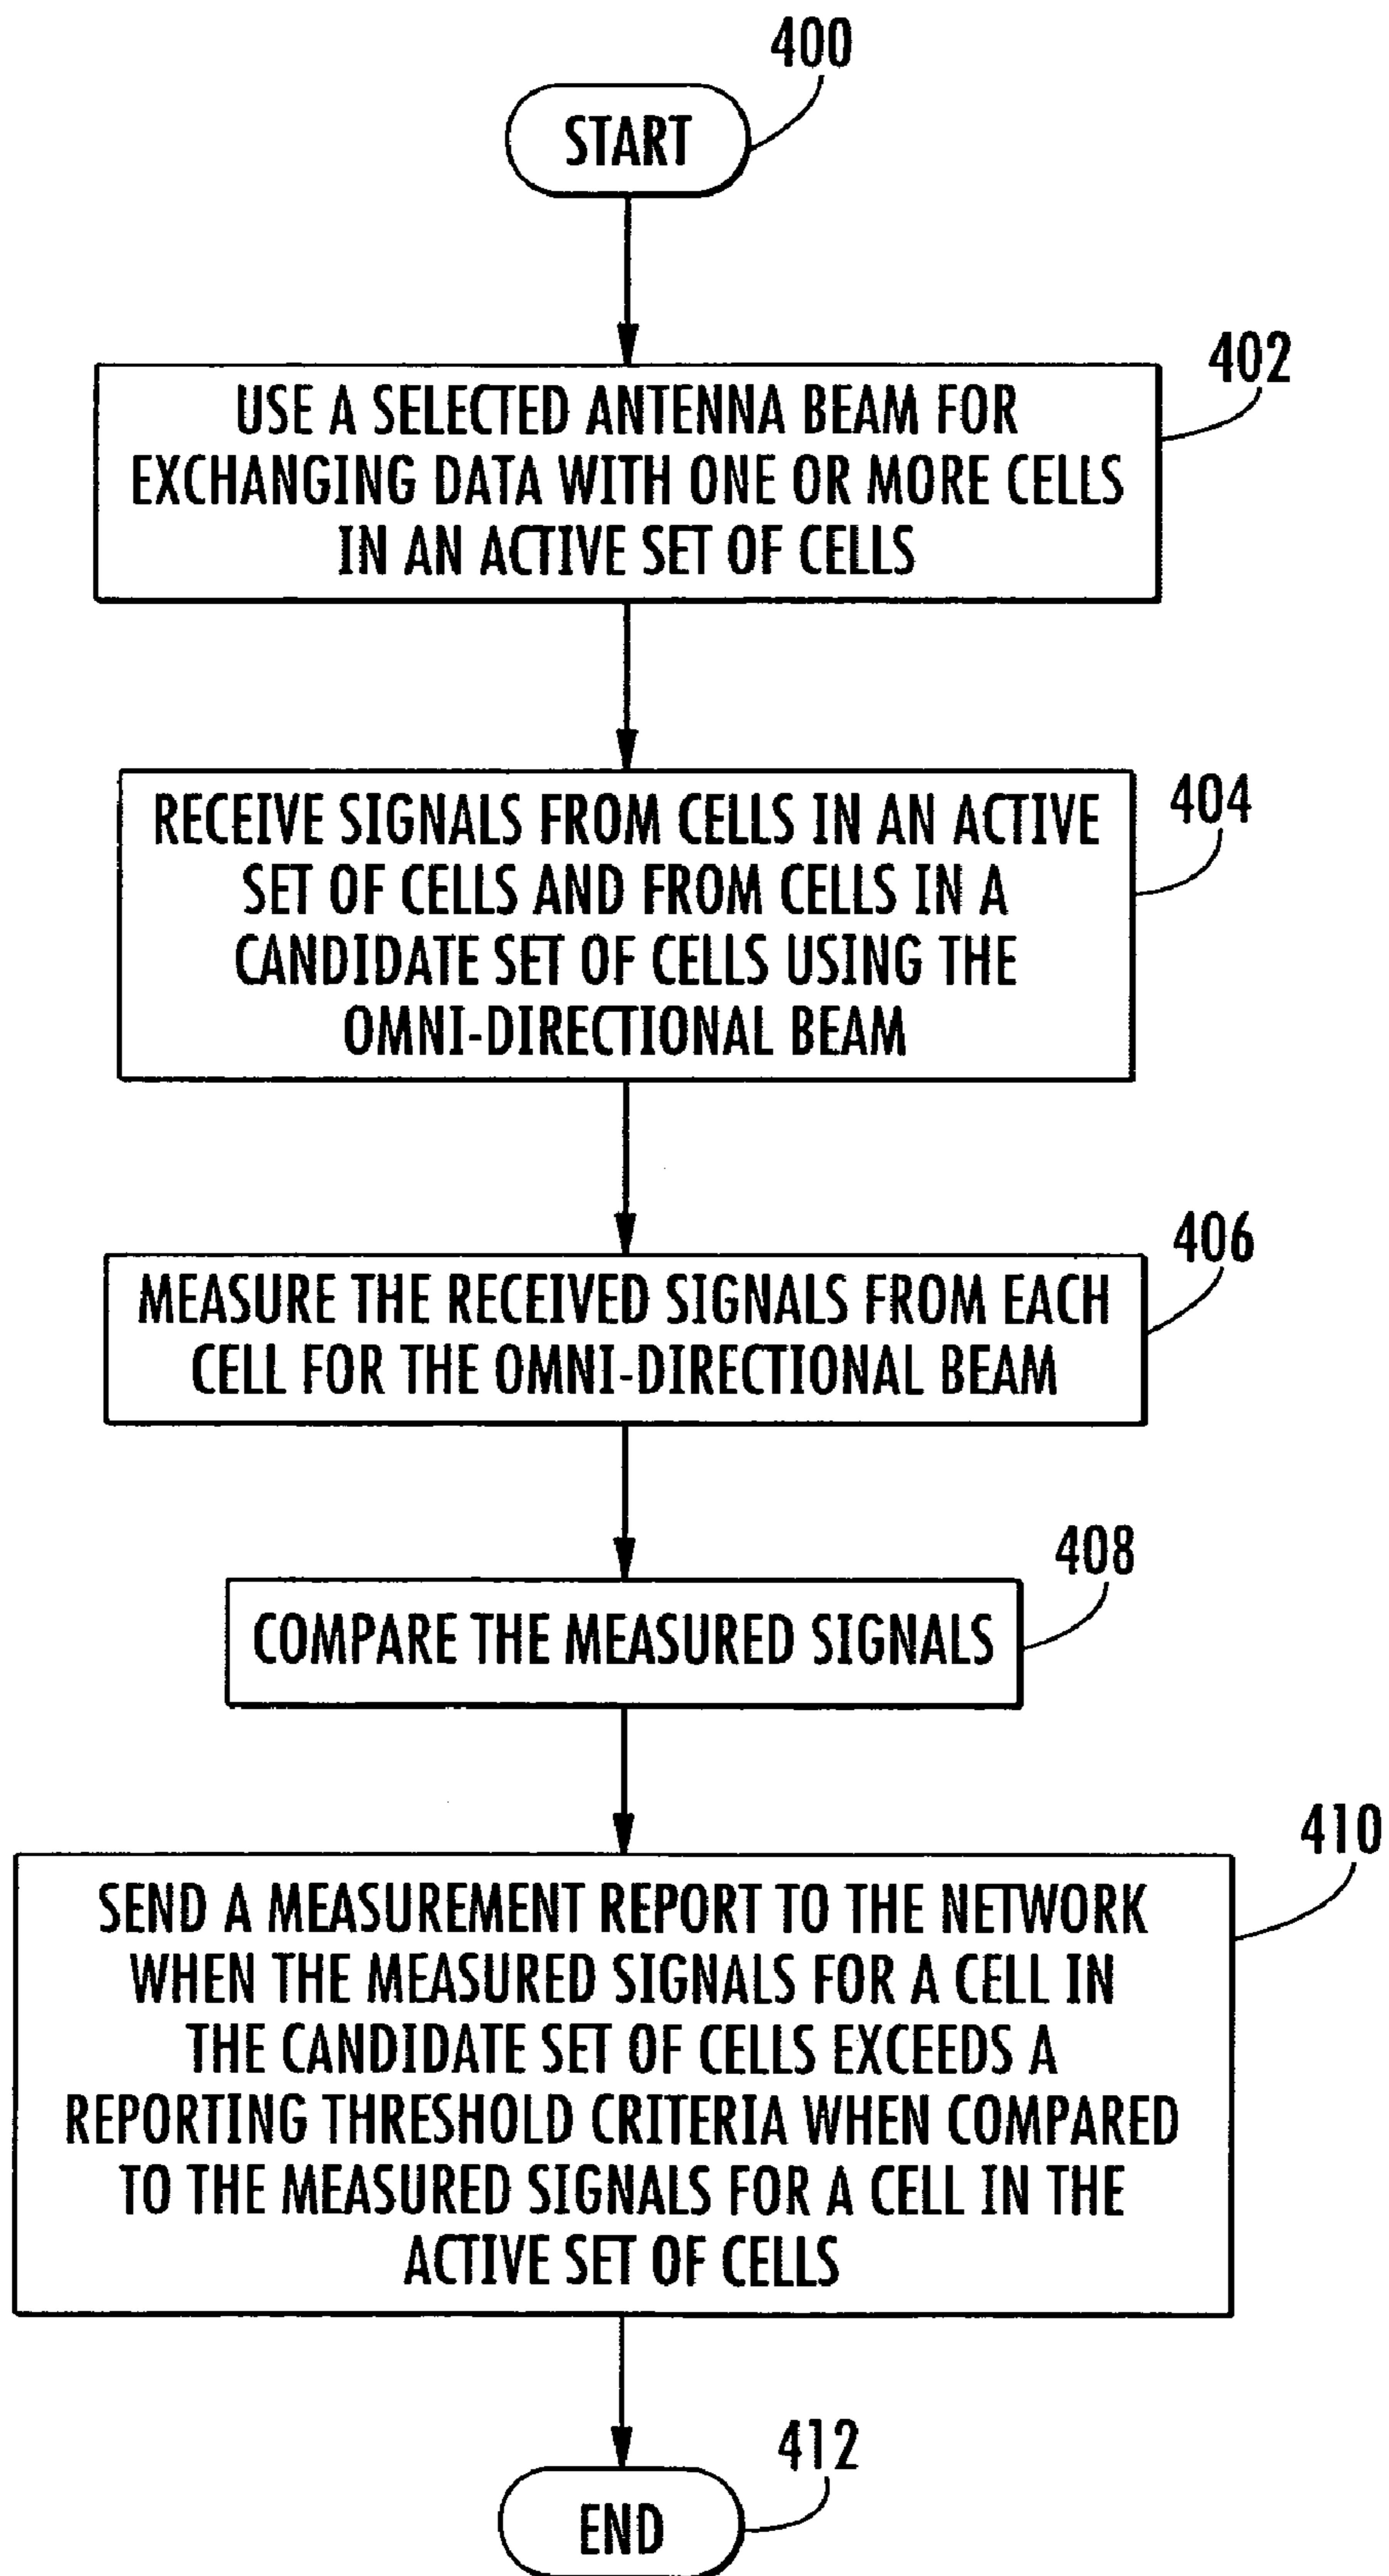 400
START
402
USE A SELECTED ANTENNA BEAM FOR
EXCHANGING DATA WITH ONE OR MORE CELLS
IN AN ACTIVE SET OF CELLS
404
RECEIVE SIGNALS FROM CELLS IN AN ACTIVE
SET OF CELLS AND FROM CELLS IN A
CANDIDATE SET OF CELLS USING THE
OMNI-DIRECTIONAL BEAM
406
MEASURE THE RECEIVED SIGNALS FROM EACH
CELL FOR THE OMNI-DIRECTIONAL BEAM
408
COMPARE THE MEASURED SIGNALS
410
SEND A MEASUREMENT REPORT TO THE NETWORK
WHEN THE MEASURED SIGNALS FOR A CELL IN
THE CANDIDATE SET OF CELLS EXCEEDS A
REPORTING THRESHOLD CRITERIA WHEN COMPARED
TO THE MEASURED SIGNALS FOR A CELL IN THE
ACTIVE SET OF CELLS
412
END